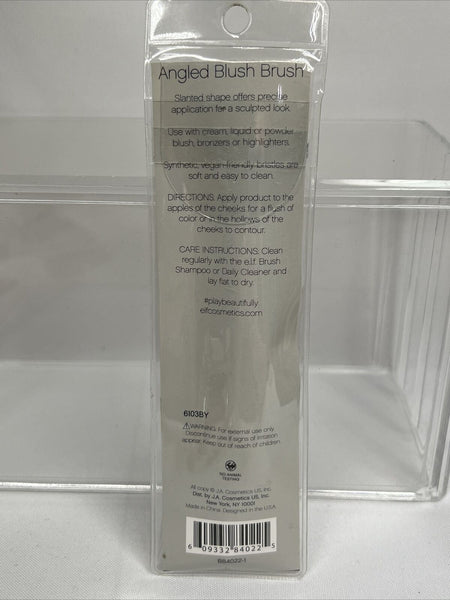 Angled Blush Brush
Slanted shape offers precise
application for a sculpted look.
Use with cream, liquid or powder
blush, bronzers or highlighters.
Synthetic, vegan-friendly bristles are
soft and easy to clean.
DIRECTIONS: Apply product to the
apples of the cheeks for a flush of
color or in the hollows of the
cheeks to contour.
CARE INSTRUCTIONS: Clean
regularly with the e.l.f. Brush
Shampoo or Daily Cleaner and
lay flat to dry.
#playbeautifully
elfcosmetics.com
6103BY
⚠WARNING: For external use only.
Discontinue use if signs of irritation
appear. Keep out of reach of children.
NO ANIMAL
TESTING
All copy © J.A. Cosmetics US, Inc.
Dist. by J.A. Cosmetics US, Inc.
New York, NY 10001
Made in China. Designed in the U.S.A.
6 09332 84022 5
B84022-1